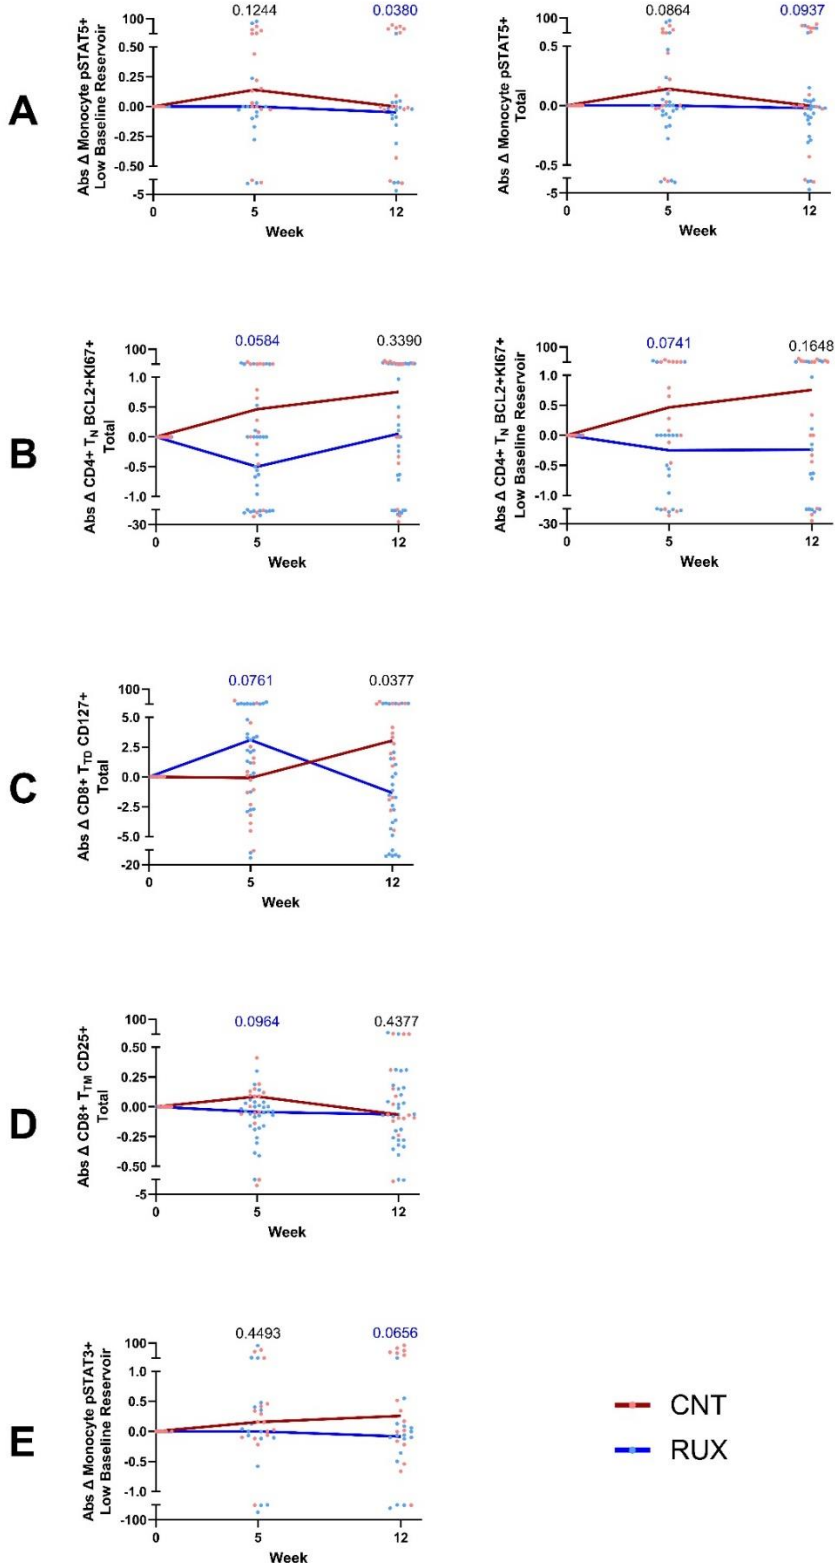 A
Abs Δ Monocyte pSTAT5+
Low Baseline Reservoir
0.1244 0.0380
100
0.50
0.25
0.00
-0.25
-0.50
-5
0 5 12
Week
Abs Δ Monocyte pSTAT5+
Total
0.0864 0.0937
100
0.5
0.0
-0.5
-5
0 5 12
Week
B
Abs Δ CD4+ TN BCL2+KI67+
Total
0.0584 0.3390
100
1.0
0.5
0.0
-0.5
-1.0
-30
0 5 12
Week
Abs Δ CD4+ TN BCL2+KI67+
Low Baseline Reservoir
0.0741 0.1648
100
1.0
0.5
0.0
-0.5
-1.0
-30
0 5 12
Week
C
Abs Δ CD8+ TTD CD127+
Total
0.0761 0.0377
100
5.0
2.5
0.0
-2.5
-5.0
-20
0 5 12
Week
D
Abs Δ CD8+ TTM CD25+
Total
0.0964 0.4377
100
0.50
0.25
0.00
-0.25
-0.50
-5
0 5 12
Week
E
Abs Δ Monocyte pSTAT3+
Low Baseline Reservoir
0.4493 0.0656
100
1.0
0.5
0.0
-0.5
-1.0
-100
0 5 12
Week
CNT
RUX